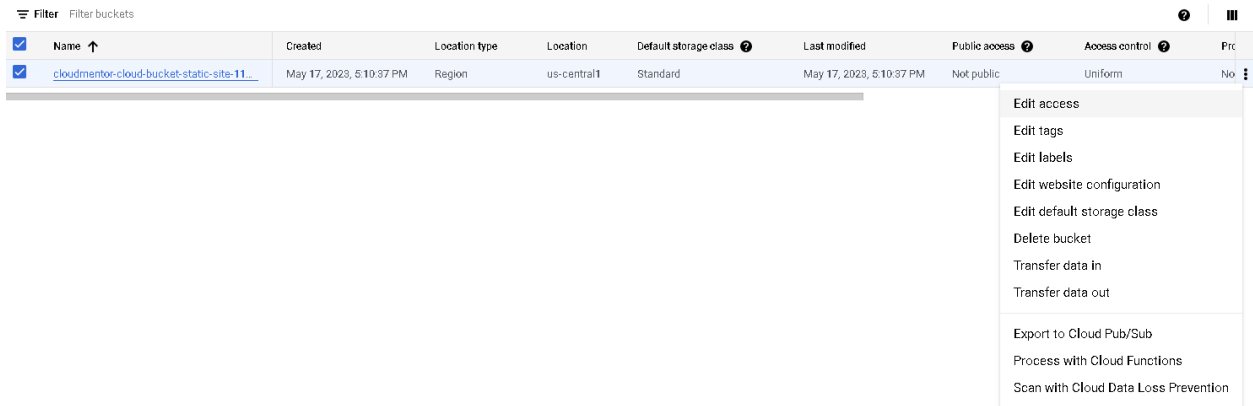 Filter Filter buckets
Name Created Location type Location Default storage class Last modified Public access Access control Prc
cloudmentor-cloud-bucket-static-site-11... May 17, 2023, 5:10:37 PM Region us-central1 Standard May 17, 2023, 5:10:37 PM Not public Uniform No
Edit access
Edit tags
Edit labels
Edit website configuration
Edit default storage class
Delete bucket
Transfer data in
Transfer data out
Export to Cloud Pub/Sub
Process with Cloud Functions
Scan with Cloud Data Loss Prevention